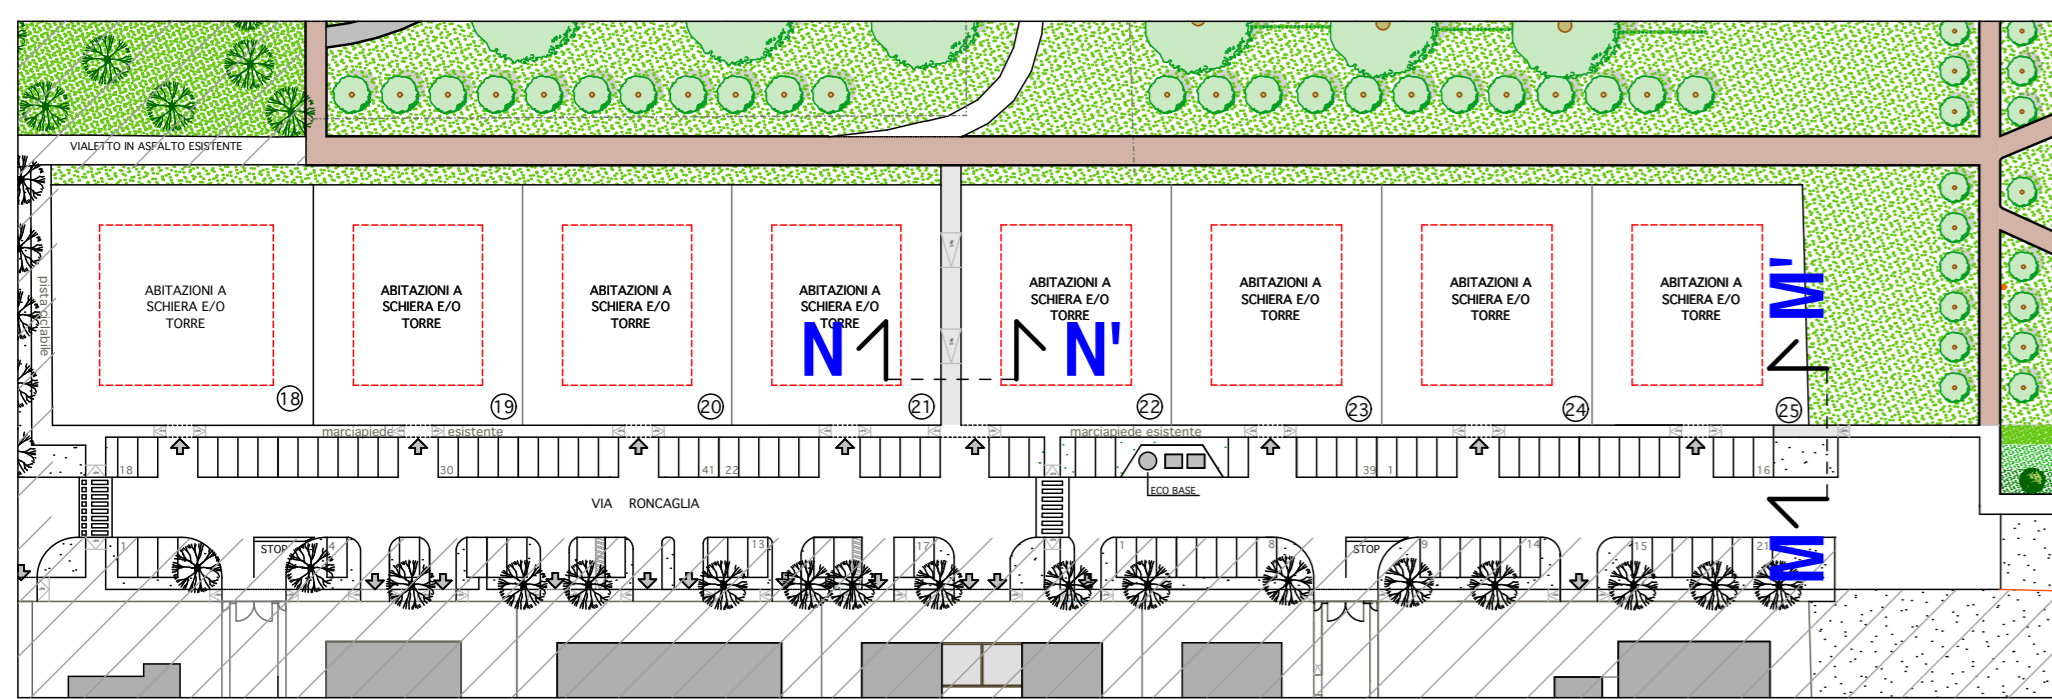 VIALETTO IN ASFALTO ESISTENTE
pista ciclabile
ABITAZIONI A
SCHIERA E/O
TORRE
18
ABITAZIONI A
SCHIERA E/O
TORRE
19
ABITAZIONI A
SCHIERA E/O
TORRE
20
ABITAZIONI A
SCHIERA E/O
TORRE
21
N
N'
ABITAZIONI A
SCHIERA E/O
TORRE
22
ABITAZIONI A
SCHIERA E/O
TORRE
23
ABITAZIONI A
SCHIERA E/O
TORRE
24
ABITAZIONI A
SCHIERA E/O
TORRE
25
M'
marciapiede esistente
marciapiede esistente
18
30
41 22
39 1
16
ECO BASE
VIA RONCAGLIA
M
1
STOP
4
13
17
1
8
STOP
9
14
15
21